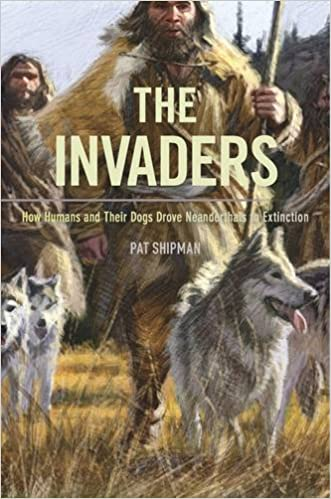 THE
INVADERS
How Humans and Their Dogs Drove Neanderthals to Extinction
PAT SHIPMAN